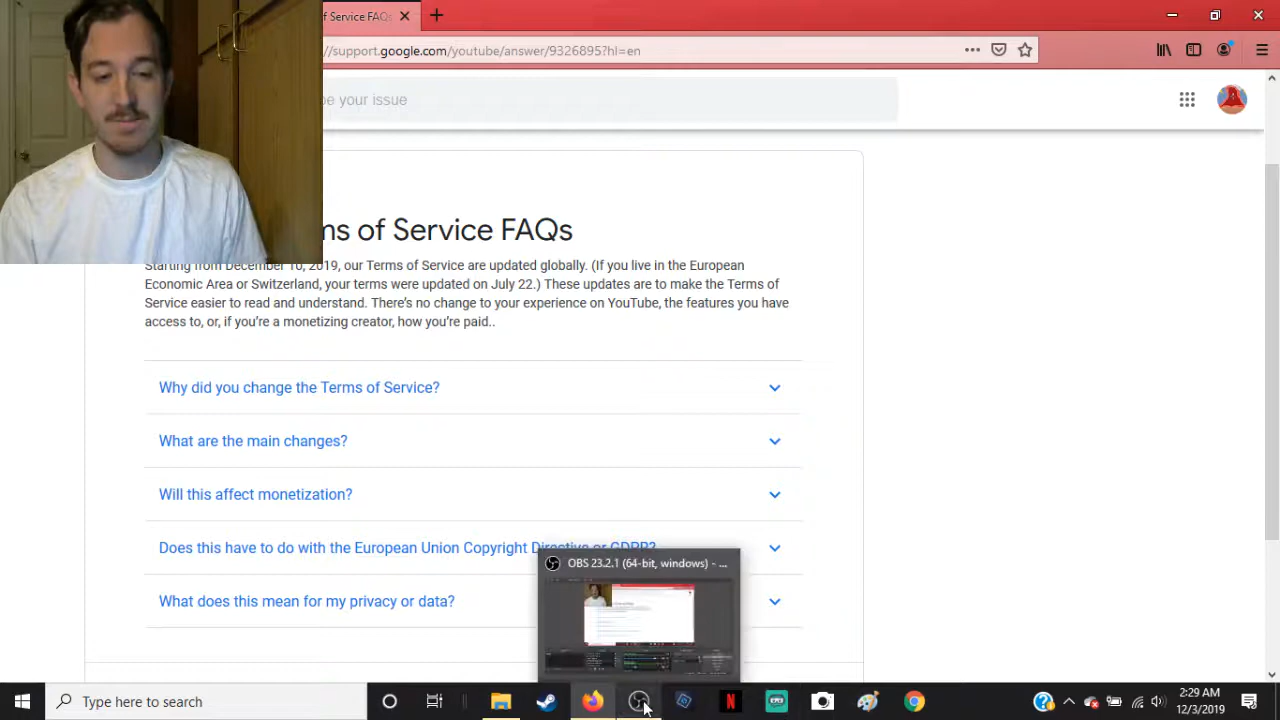 f Service FAQs
//support.google.com/youtube/answer/9326895?hl=en
be your issue
ms of Service FAQs
Starting from December 10, 2019, our Terms of Service are updated globally. (If you live in the European
Economic Area or Switzerland, your terms were updated on July 22.) These updates are to make the Terms of
Service easier to read and understand. There's no change to your experience on YouTube, the features you have
access to, or, if you're a monetizing creator, how you're paid..
Why did you change the Terms of Service?
What are the main changes?
Will this affect monetization?
Does this have to do with the European Union Copyright Directive or GDPR?
OBS 23.2.1 (64-bit, windows) - ...
What does this mean for my privacy or data?
Type here to search
2:29 AM
12/3/2019